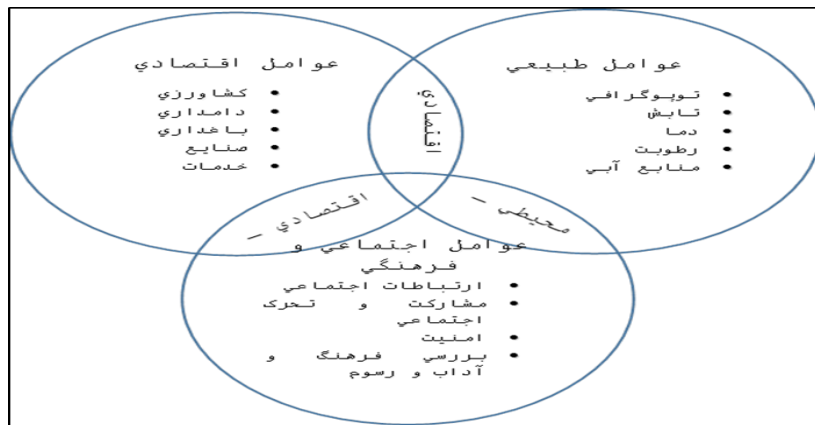 عوامل طبيعي
توپوگرافي
تابش
دما
رطوبت
منابع آبي
عوامل اقتصادي
کشاورزي
دامداري
باغداري
صنايع
خدمات
اقتصادي
اقتصادي –
محيطي –
عوامل اجتماعي و
فرهنگي
ارتباطات اجتماعي
مشارکت و تحرک
اجتماعي
امنيت
بررسي فرهنگ و
آداب و رسوم